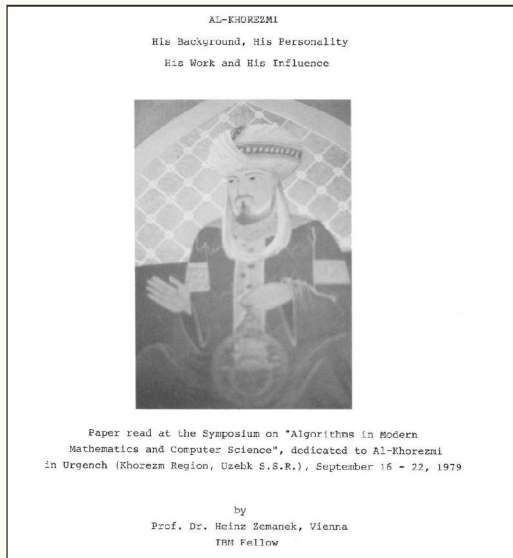 AL-KHOREZMI
His Background, His Personality
His Work and His Influence
Paper read at the Symposium on "Algorithms in Modern
Mathematics and Computer Science", dedicated to Al-Khorezmi
in Urgench (Khorezm Region, Uzebk S.S.R.), September 16 - 22, 1979
by
Prof. Dr. Heinz Zemanek, Vienna
IBM Fellow